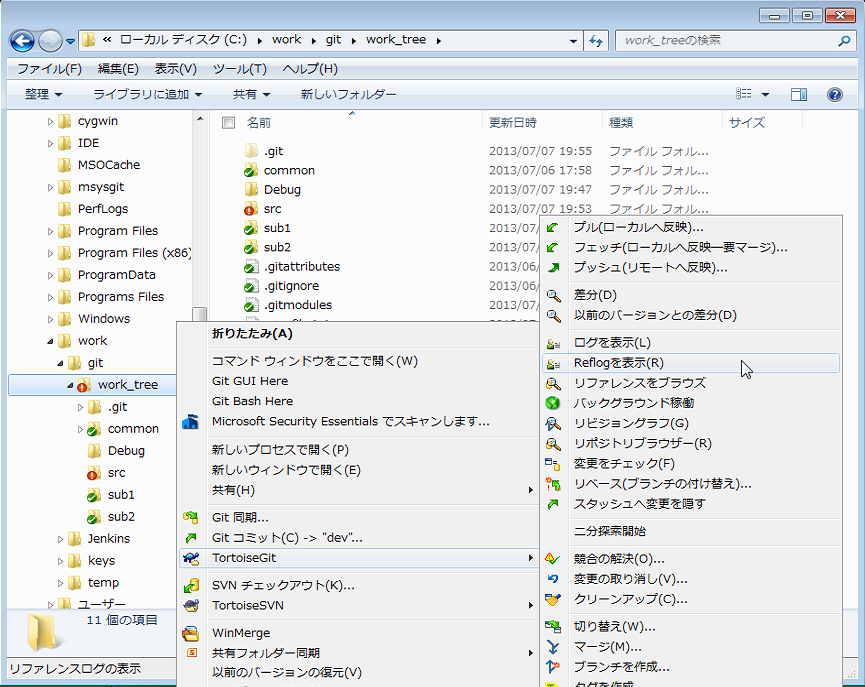 « ローカル ディスク (C:) ▸ work ▸ git ▸ work_tree ▸
work_treeの検索
ファイル(F) 編集(E) 表示(V) ツール(T) ヘルプ(H)
整理 ライブラリに追加 共有 新しいフォルダー
cygwin
IDE
MSOCache
msysgit
PerfLogs
Program Files
Program Files (x86)
ProgramData
Programs Files
Windows
work
git
work_tree
.git
common
Debug
src
sub1
sub2
Jenkins
keys
temp
ユーザー
名前 更新日時 種類 サイズ
.git 2013/07/07 19:55 ファイル フォル...
common 2013/07/06 17:58 ファイル フォル...
Debug 2013/07/07 19:47 ファイル フォル...
src 2013/07/07 19:53 ファイル フォル...
sub1 2013/07/
sub2 2013/07/
.gitattributes 2013/06/
.gitignore 2013/06/
.gitmodules 2013/07/
折りたたみ(A)
コマンド ウィンドウをここで開く(W)
Git GUI Here
Git Bash Here
Microsoft Security Essentials でスキャンします...
新しいプロセスで開く(P)
新しいウィンドウで開く(E)
共有(H)
Git 同期...
Git コミット(C) -> "dev"...
TortoiseGit
SVN チェックアウト(K)...
TortoiseSVN
WinMerge
共有フォルダー同期
以前のバージョンの復元(V)
プル(ローカルへ反映)...
フェッチ(ローカルへ反映―要マージ)...
プッシュ(リモートへ反映)...
差分(D)
以前のバージョンとの差分(D)
ログを表示(L)
Reflogを表示(R)
リファレンスをブラウズ
バックグラウンド稼働
リビジョングラフ(G)
リポジトリブラウザー(R)
変更をチェック(F)
リベース(ブランチの付け替え)...
スタッシュへ変更を隠す
二分探索開始
競合の解決(O)...
変更の取り消し(V)...
クリーンアップ(C)...
切り替え(W)...
マージ(M)...
ブランチを作成...
タグを作成
11 個の項目
リファレンスログの表示